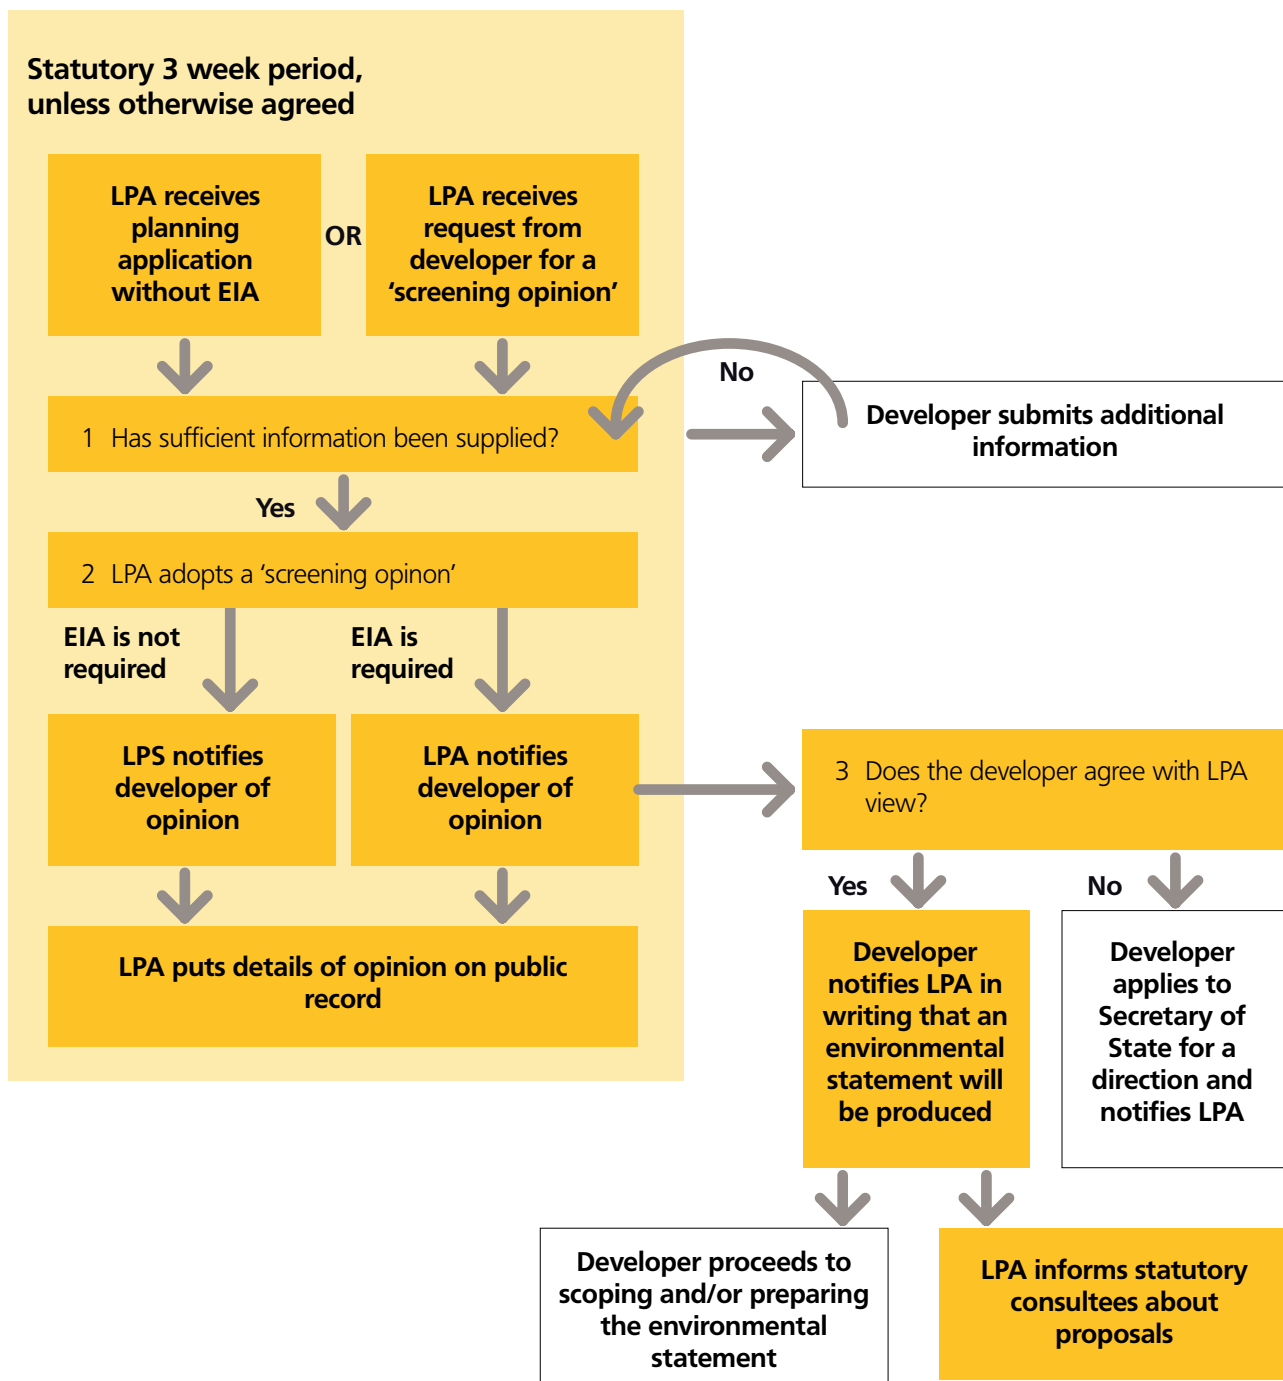 Statutory 3 week period,
unless otherwise agreed
LPA receives
planning
application
without EIA
OR
LPA receives
request from
developer for a
‘screening opinion’
No
1 Has sufficient information been supplied?
Developer submits additional
information
Yes
2 LPA adopts a ‘screening opinon’
EIA is not
required
EIA is
required
LPS notifies
developer of
opinion
LPA notifies
developer of
opinion
3 Does the developer agree with LPA
view?
LPA puts details of opinion on public
record
Yes
No
Developer
notifies LPA in
writing that an
environmental
statement will
be produced
Developer
applies to
Secretary of
State for a
direction and
notifies LPA
Developer proceeds to
scoping and/or preparing
the environmental
statement
LPA informs statutory
consultees about
proposals